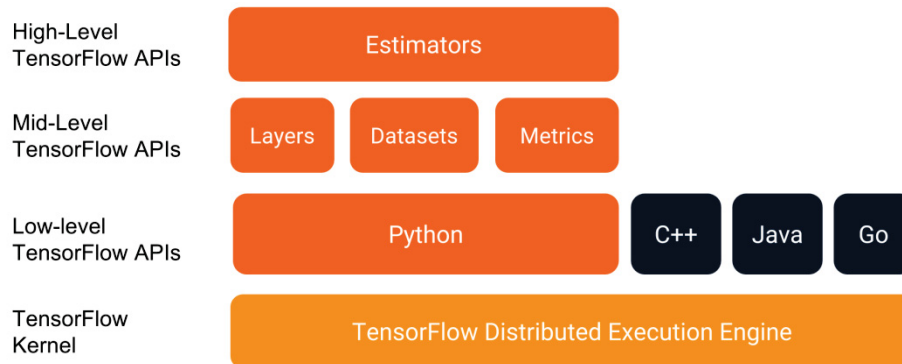 High-Level
TensorFlow APIs
Estimators
Mid-Level
TensorFlow APIs
Layers
Datasets
Metrics
Low-level
TensorFlow APIs
Python
C++
Java
Go
TensorFlow
Kernel
TensorFlow Distributed Execution Engine